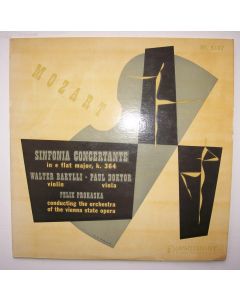 MOZART
SINFONIA CONCERTANTE
in e flat major, k. 364
WALTER BARYLLI - PAUL DOKTOR
violin viola
FELIX PROHASKA
conducting the orchestra
of the vienna state opera